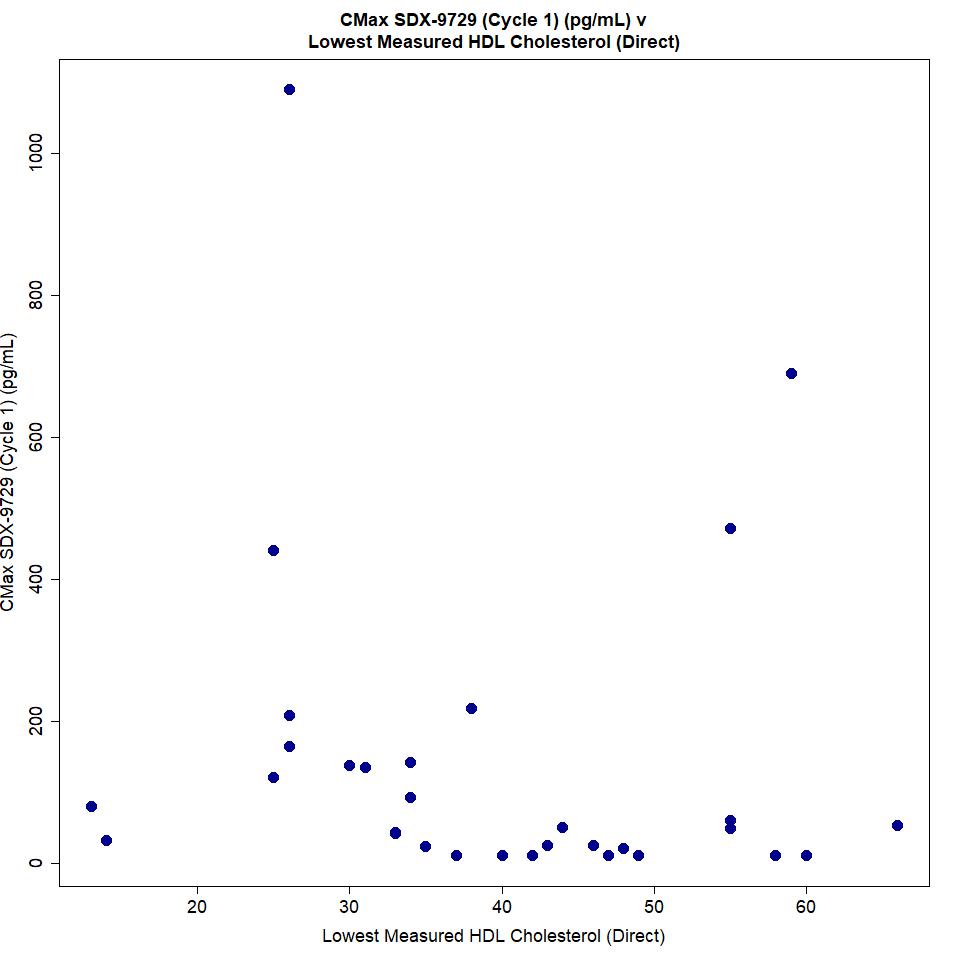 CMax SDX-9729 (Cycle 1) (pg/mL) v
Lowest Measured HDL Cholesterol (Direct)
CMax SDX-9729 (Cycle 1) (pg/mL)
1000
800
600
400
200
0
20 30 40 50 60
Lowest Measured HDL Cholesterol (Direct)